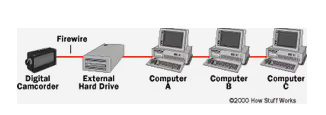 Firewire
Digital Camcorder
External Hard Drive
Computer A
Computer B
Computer C
©2000 How Stuff Works